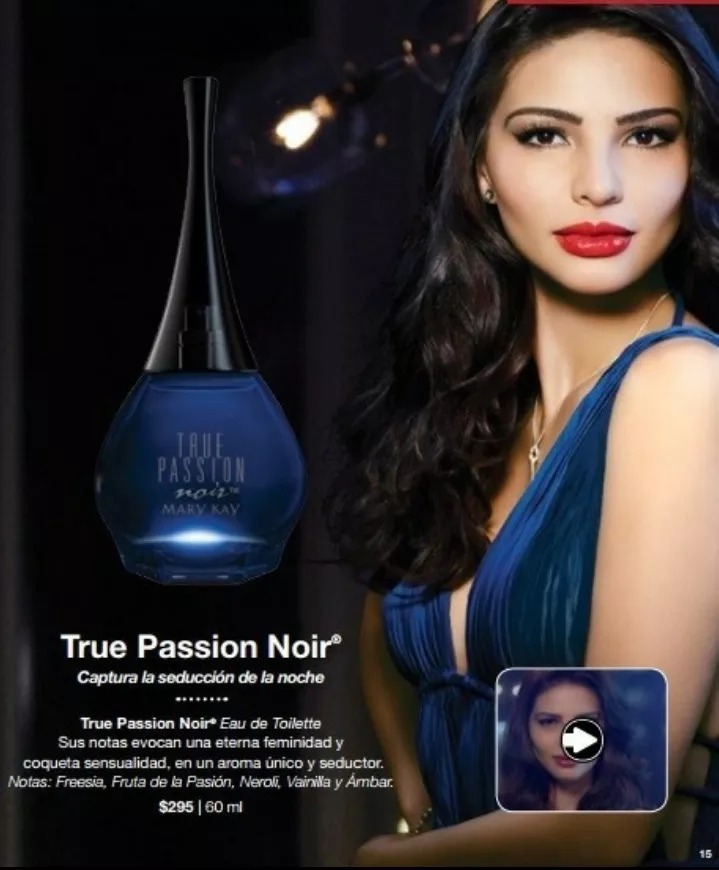 TRUE
PASSION
noir™
MARY KAY
True Passion Noir®
Captura la seducción de la noche
True Passion Noir® Eau de Toilette
Sus notas evocan una eterna feminidad y
coqueta sensualidad, en un aroma único y seductor.
Notas: Freesia, Fruta de la Pasión, Neroli, Vainilla y Ámbar.
$295 | 60 ml
15